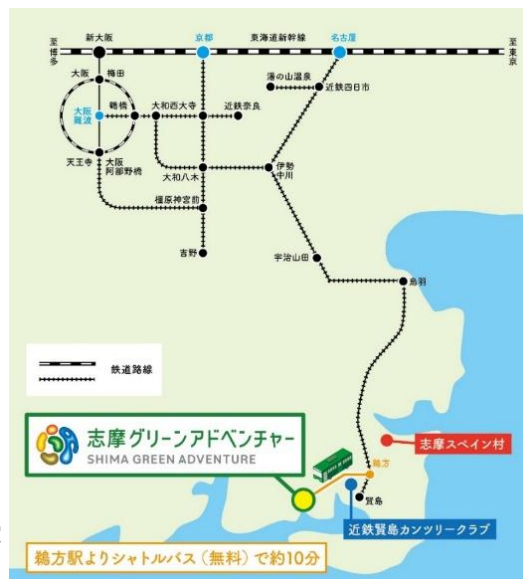 至博多
新大阪
京都
東海道新幹線
名古屋
至東京
大阪
梅田
湯の山温泉
近鉄四日市
鶴橋
大和西大寺
近鉄奈良
大阪難波
天王寺
大阪阿部野橋
大和八木
伊勢中川
橿原神宮前
吉野
宇治山田
鳥羽
鉄道路線
志摩グリーンアドベンチャー
SHIMA GREEN ADVENTURE
志摩スペイン村
鵜方
賢島
近鉄賢島カンツリークラブ
鵜方駅よりシャトルバス（無料）で約10分